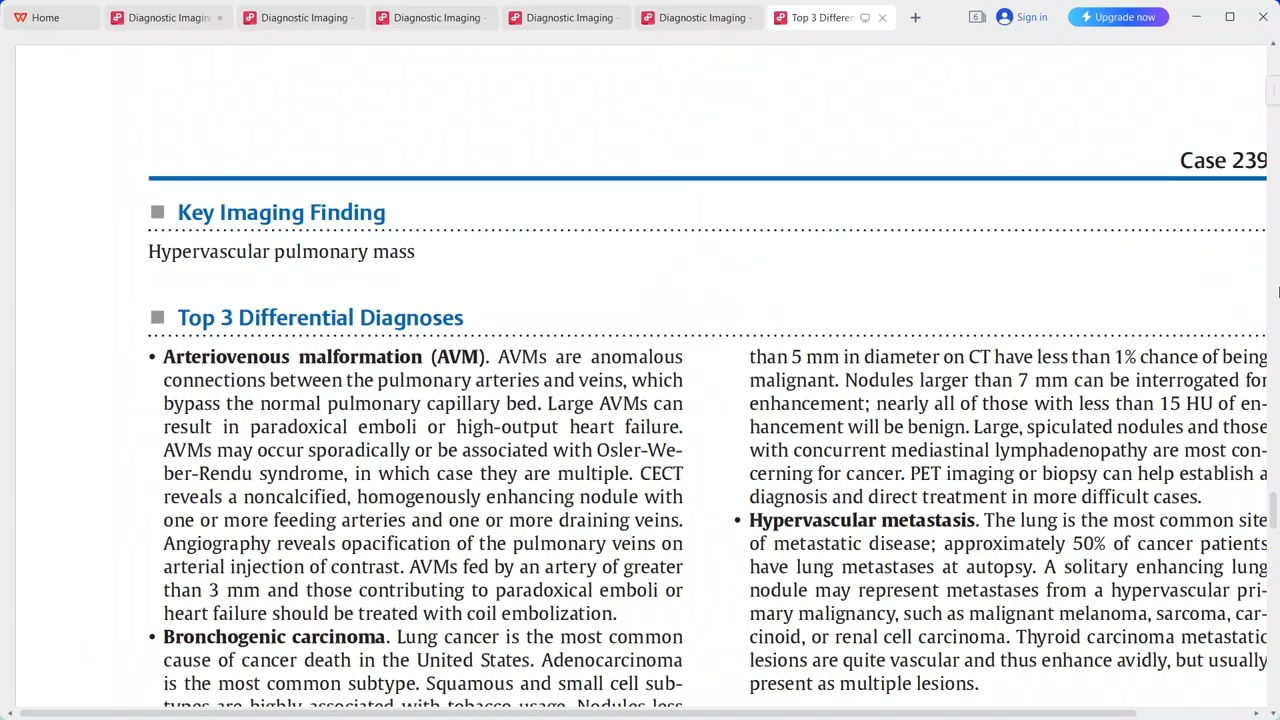 Home
Diagnostic Imaging
Diagnostic Imaging -
Diagnostic Imaging -
Diagnostic Imaging -
Diagnostic Imaging -
Top 3 Differen
6
Sign in
Upgrade now
Case 239
Key Imaging Finding
Hypervascular pulmonary mass
Top 3 Differential Diagnoses
• Arteriovenous malformation (AVM). AVMs are anomalous
connections between the pulmonary arteries and veins, which
bypass the normal pulmonary capillary bed. Large AVMs can
result in paradoxical emboli or high-output heart failure.
AVMs may occur sporadically or be associated with Osler-We-
ber-Rendu syndrome, in which case they are multiple. CECT
reveals a noncalcified, homogenously enhancing nodule with
one or more feeding arteries and one or more draining veins.
Angiography reveals opacification of the pulmonary veins on
arterial injection of contrast. AVMs fed by an artery of greater
than 3 mm and those contributing to paradoxical emboli or
heart failure should be treated with coil embolization.
• Bronchogenic carcinoma. Lung cancer is the most common
cause of cancer death in the United States. Adenocarcinoma
is the most common subtype. Squamous and small cell sub-
types are highly associated with tobacco usage. Nodules less
than 5 mm in diameter on CT have less than 1% chance of being
malignant. Nodules larger than 7 mm can be interrogated for
enhancement; nearly all of those with less than 15 HU of en-
hancement will be benign. Large, spiculated nodules and those
with concurrent mediastinal lymphadenopathy are most con-
cerning for cancer. PET imaging or biopsy can help establish a
diagnosis and direct treatment in more difficult cases.
• Hypervascular metastasis. The lung is the most common site
of metastatic disease; approximately 50% of cancer patients
have lung metastases at autopsy. A solitary enhancing lung
nodule may represent metastases from a hypervascular pri-
mary malignancy, such as malignant melanoma, sarcoma, car-
cinoid, or renal cell carcinoma. Thyroid carcinoma metastatic
lesions are quite vascular and thus enhance avidly, but usually
present as multiple lesions.